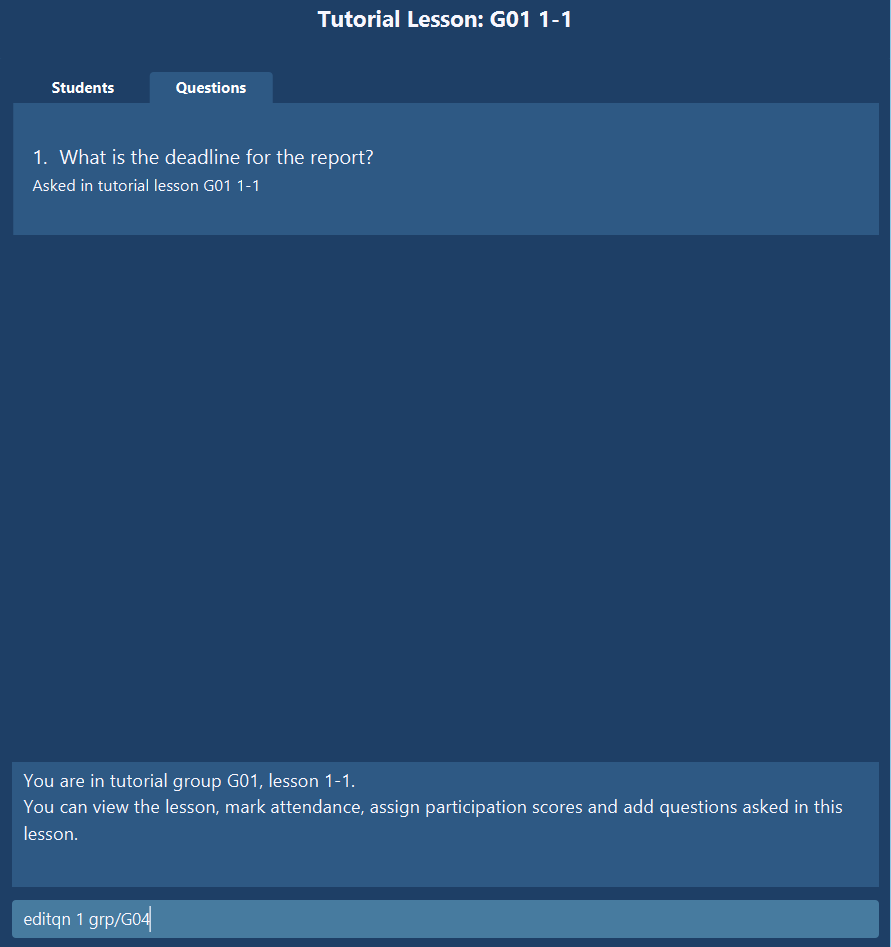 Tutorial Lesson: G01 1-1
Students
Questions
1. What is the deadline for the report?
Asked in tutorial lesson G01 1-1
You are in tutorial group G01, lesson 1-1.
You can view the lesson, mark attendance, assign participation scores and add questions asked in this
lesson.
editqn 1 grp/G04